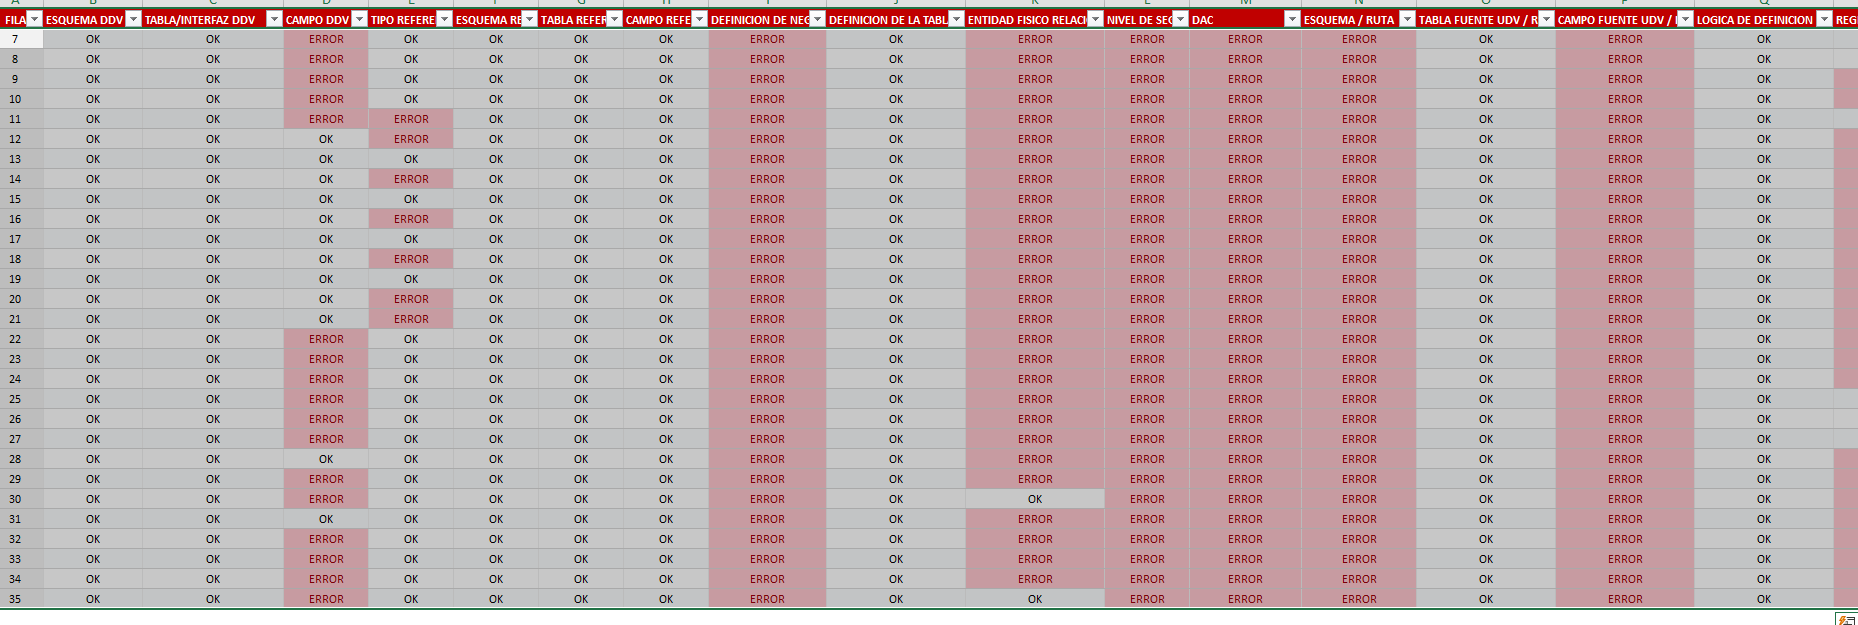 FILA ESQUEMA DDV TABLA/INTERFAZ DDV CAMPO DDV TIPO REFERE ESQUEMA RE TABLA REFER CAMPO REFE DEFINICION DE NEG DEFINICION DE LA TABL ENTIDAD FISICO RELACI NIVEL DE SEG DAC ESQUEMA / RUTA TABLA FUENTE UDV / R CAMPO FUENTE UDV / LOGICA DE DEFINICION REG
7 OK OK ERROR OK OK OK OK ERROR OK ERROR ERROR ERROR ERROR OK ERROR OK
8 OK OK ERROR OK OK OK OK ERROR OK ERROR ERROR ERROR ERROR OK ERROR OK
9 OK OK ERROR OK OK OK OK ERROR OK ERROR ERROR ERROR ERROR OK ERROR OK
10 OK OK ERROR OK OK OK OK ERROR OK ERROR ERROR ERROR ERROR OK ERROR OK
11 OK OK ERROR ERROR OK OK OK ERROR OK ERROR ERROR ERROR ERROR OK ERROR OK
12 OK OK OK ERROR OK OK OK ERROR OK ERROR ERROR ERROR ERROR OK ERROR OK
13 OK OK OK OK OK OK OK ERROR OK ERROR ERROR ERROR ERROR OK ERROR OK
14 OK OK OK ERROR OK OK OK ERROR OK ERROR ERROR ERROR ERROR OK ERROR OK
15 OK OK OK OK OK OK OK ERROR OK ERROR ERROR ERROR ERROR OK ERROR OK
16 OK OK OK ERROR OK OK OK ERROR OK ERROR ERROR ERROR ERROR OK ERROR OK
17 OK OK OK OK OK OK OK ERROR OK ERROR ERROR ERROR ERROR OK ERROR OK
18 OK OK OK ERROR OK OK OK ERROR OK ERROR ERROR ERROR ERROR OK ERROR OK
19 OK OK OK OK OK OK OK ERROR OK ERROR ERROR ERROR ERROR OK ERROR OK
20 OK OK OK ERROR OK OK OK ERROR OK ERROR ERROR ERROR ERROR OK ERROR OK
21 OK OK OK ERROR OK OK OK ERROR OK ERROR ERROR ERROR ERROR OK ERROR OK
22 OK OK ERROR OK OK OK OK ERROR OK ERROR ERROR ERROR ERROR OK ERROR OK
23 OK OK ERROR OK OK OK OK ERROR OK ERROR ERROR ERROR ERROR OK ERROR OK
24 OK OK ERROR OK OK OK OK ERROR OK ERROR ERROR ERROR ERROR OK ERROR OK
25 OK OK ERROR OK OK OK OK ERROR OK ERROR ERROR ERROR ERROR OK ERROR OK
26 OK OK ERROR OK OK OK OK ERROR OK ERROR ERROR ERROR ERROR OK ERROR OK
27 OK OK ERROR OK OK OK OK ERROR OK ERROR ERROR ERROR ERROR OK ERROR OK
28 OK OK OK OK OK OK OK ERROR OK ERROR ERROR ERROR ERROR OK ERROR OK
29 OK OK ERROR OK OK OK OK ERROR OK ERROR ERROR ERROR ERROR OK ERROR OK
30 OK OK ERROR OK OK OK OK ERROR OK OK ERROR ERROR ERROR OK ERROR OK
31 OK OK OK OK OK OK OK ERROR OK ERROR ERROR ERROR ERROR OK ERROR OK
32 OK OK ERROR OK OK OK OK ERROR OK ERROR ERROR ERROR ERROR OK ERROR OK
33 OK OK ERROR OK OK OK OK ERROR OK ERROR ERROR ERROR ERROR OK ERROR OK
34 OK OK ERROR OK OK OK OK ERROR OK ERROR ERROR ERROR ERROR OK ERROR OK
35 OK OK ERROR OK OK OK OK ERROR OK OK ERROR ERROR ERROR OK ERROR OK